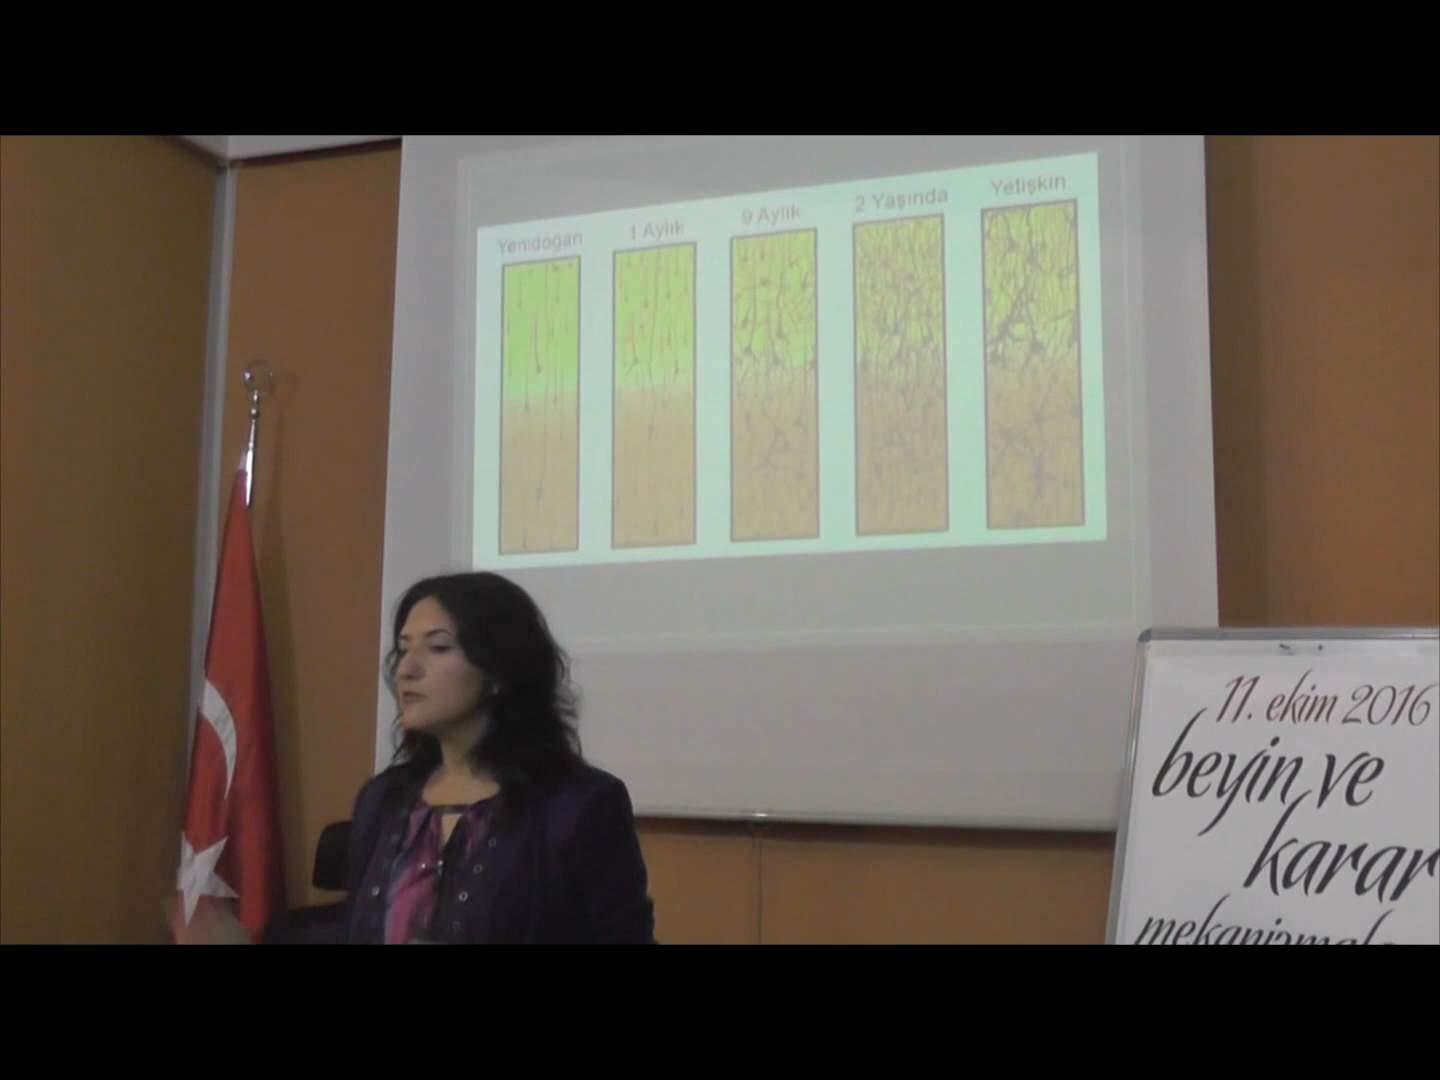 Yenidoğan
1 Aylık
9 Aylık
2 Yaşında
Yetişkin
11. ekim 2016
beyin ve
karar